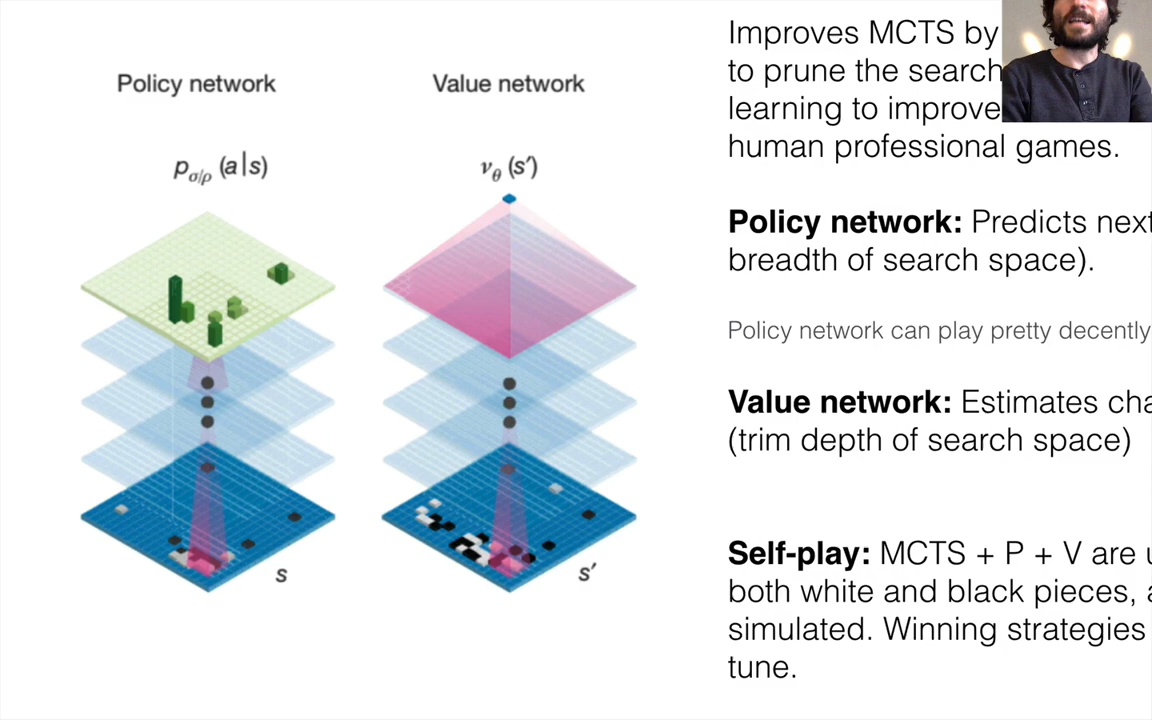 Policy network
Value network
pσ/ρ (a|s)
νθ (s′)
s
s′
Improves MCTS by
to prune the search
learning to improve
human professional games.
Policy network: Predicts next
breadth of search space).
Policy network can play pretty decently
Value network: Estimates
(trim depth of search space)
Self-play: MCTS + P + V are
both white and black pieces,
simulated. Winning strategies
tune.